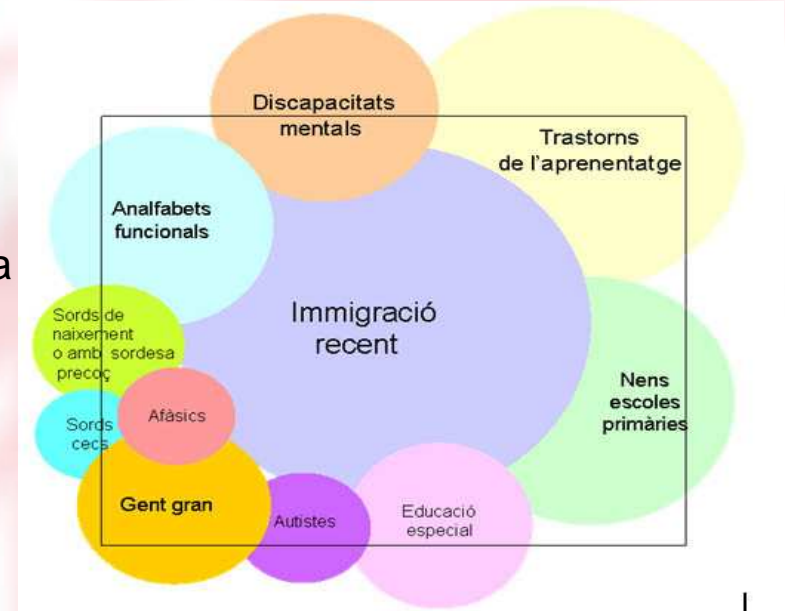 Discapacitats
mentals
Trastorns
de l'aprenentatge
Analfabets
funcionals
a
Immigració
recent
Sords de
naixement
o amb sordesa
precoç
Nens
escoles
primàries
Afàsics
Sords
cecs
Gent gran
Autistes
Educació
especial